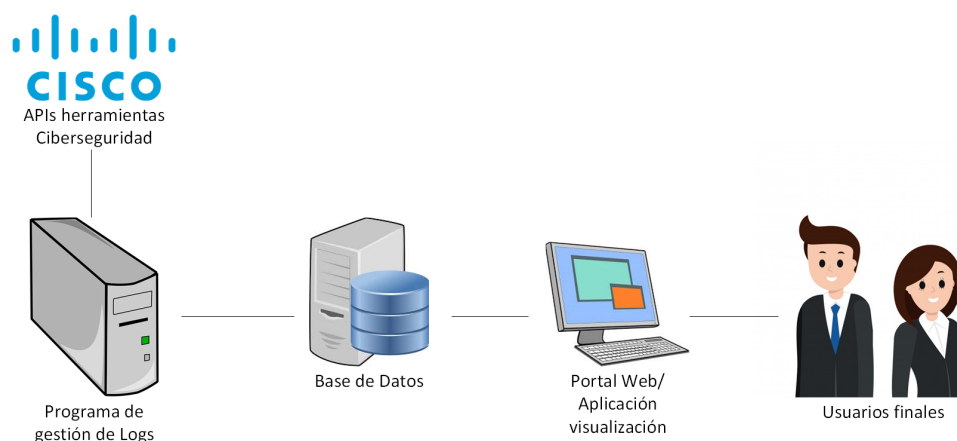 CISCO
APIs herramientas
Ciberseguridad
Programa de
gestión de Logs
Base de Datos
Portal Web/
Aplicación
visualización
Usuarios finales